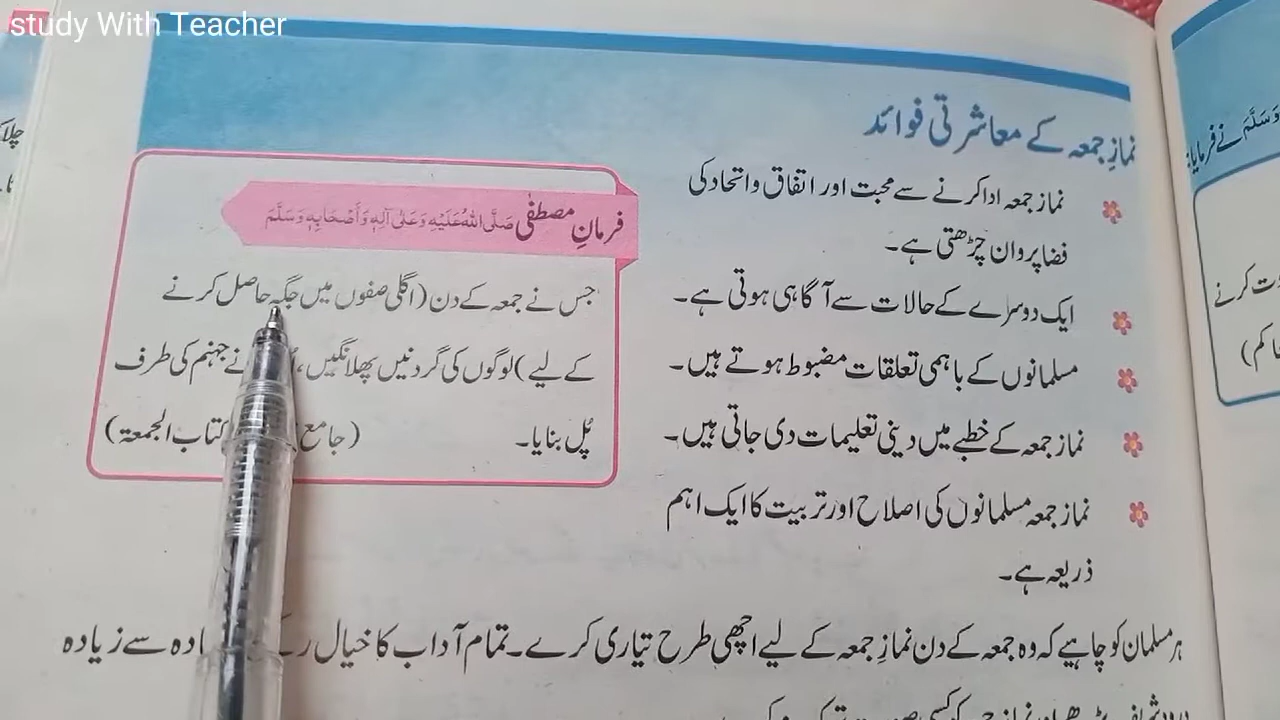 study With Teacher
نمازِ جمعہ کے معاشرتی فوائد
نماز جمعہ ادا کرنے سے محبت اور اتفاق و اتحاد کی
فضا پروان چڑھتی ہے۔
ایک دوسرے کے حالات سے آگاہی ہوتی ہے۔
مسلمانوں کے باہمی تعلقات مضبوط ہوتے ہیں۔
نماز جمعہ کے خطبے میں دینی تعلیمات دی جاتی ہیں۔
نماز جمعہ مسلمانوں کی اصلاح اور تربیت کا ایک اہم
ذریعہ ہے۔
فرمانِ مصطفٰی صَلَّی اللہُ عَلَیْہِ وَعَلٰی آلِہٖ وَأَصْحَابِہٖ وَسَلَّمَ
جس نے جمعہ کے دن (اگلی صفوں میں جگہ حاصل کرنے
کے لیے) لوگوں کی گردنیں پھلانگیں، نے جہنم کی طرف
پُل بنایا۔
(جامع کتاب الجمعۃ)
ہر مسلمان کو چاہیے کہ وہ جمعہ کے دن نمازِ جمعہ کے لیے اچھی طرح تیاری کرے۔ تمام آداب کا خیال سے زیادہ
وَسَلَّمَ نے فرمایا:
کرنے